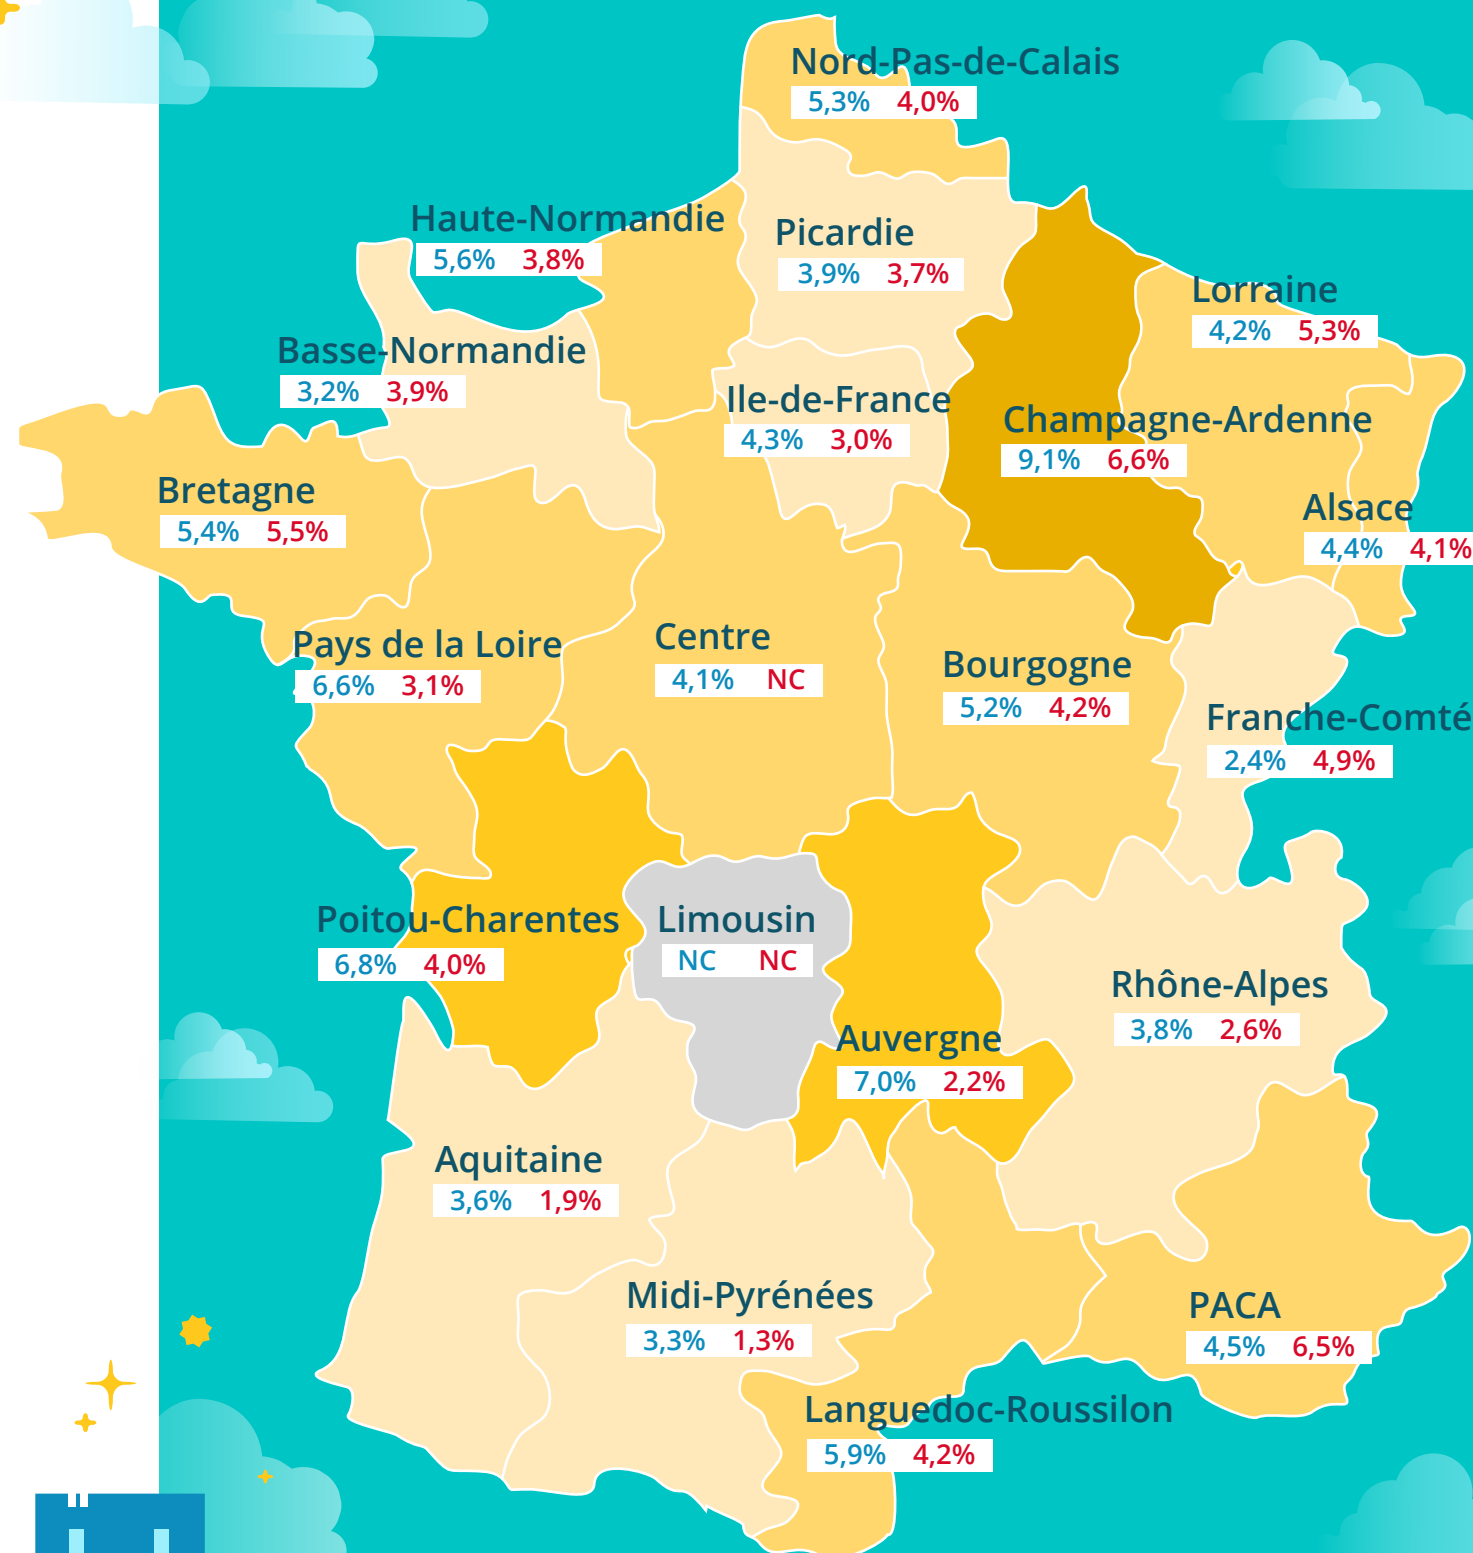 Nord-Pas-de-Calais
5,3% 4,0%
Haute-Normandie
5,6% 3,8%
Picardie
3,9% 3,7%
Lorraine
4,2% 5,3%
Basse-Normandie
3,2% 3,9%
Ile-de-France
4,3% 3,0%
Champagne-Ardenne
9,1% 6,6%
Bretagne
5,4% 5,5%
Alsace
4,4% 4,1%
Pays de la Loire
6,6% 3,1%
Centre
4,1% NC
Bourgogne
5,2% 4,2%
Franche-Comté
2,4% 4,9%
Poitou-Charentes
6,8% 4,0%
Limousin
NC NC
Rhône-Alpes
3,8% 2,6%
Auvergne
7,0% 2,2%
Aquitaine
3,6% 1,9%
Midi-Pyrénées
3,3% 1,3%
PACA
4,5% 6,5%
Languedoc-Roussilon
5,9% 4,2%